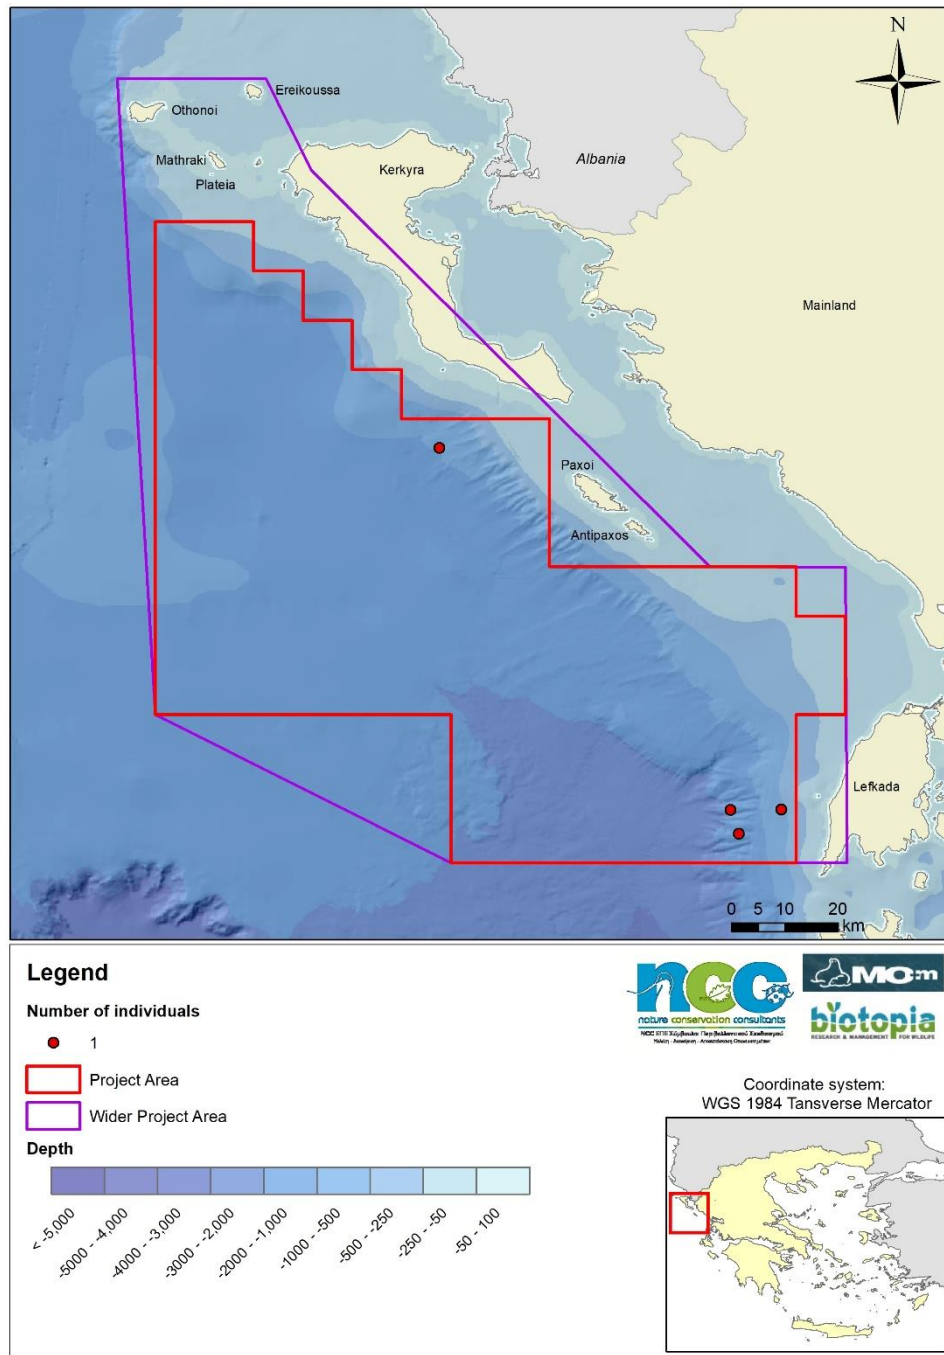 N
Ereikoussa
Othonoi
Mathraki
Plateia
Kerkyra
Albania
Mainland
Paxoi
Antipaxos
Lefkada
0 5 10 20
km
Legend
Number of individuals
1
Project Area
Wider Project Area
Depth
< -5,000
-5000 - -4,000
-4000 - -3,000
-3000 - -2,000
-2000 - -1,000
-1000 - -500
-500 - -250
-250 - -50
-50 - 100
ncc
nature conservation consultants
MO:m
biotopia
RESEARCH & MANAGEMENT FOR WILDLIFE
Coordinate system:
WGS 1984 Tansverse Mercator